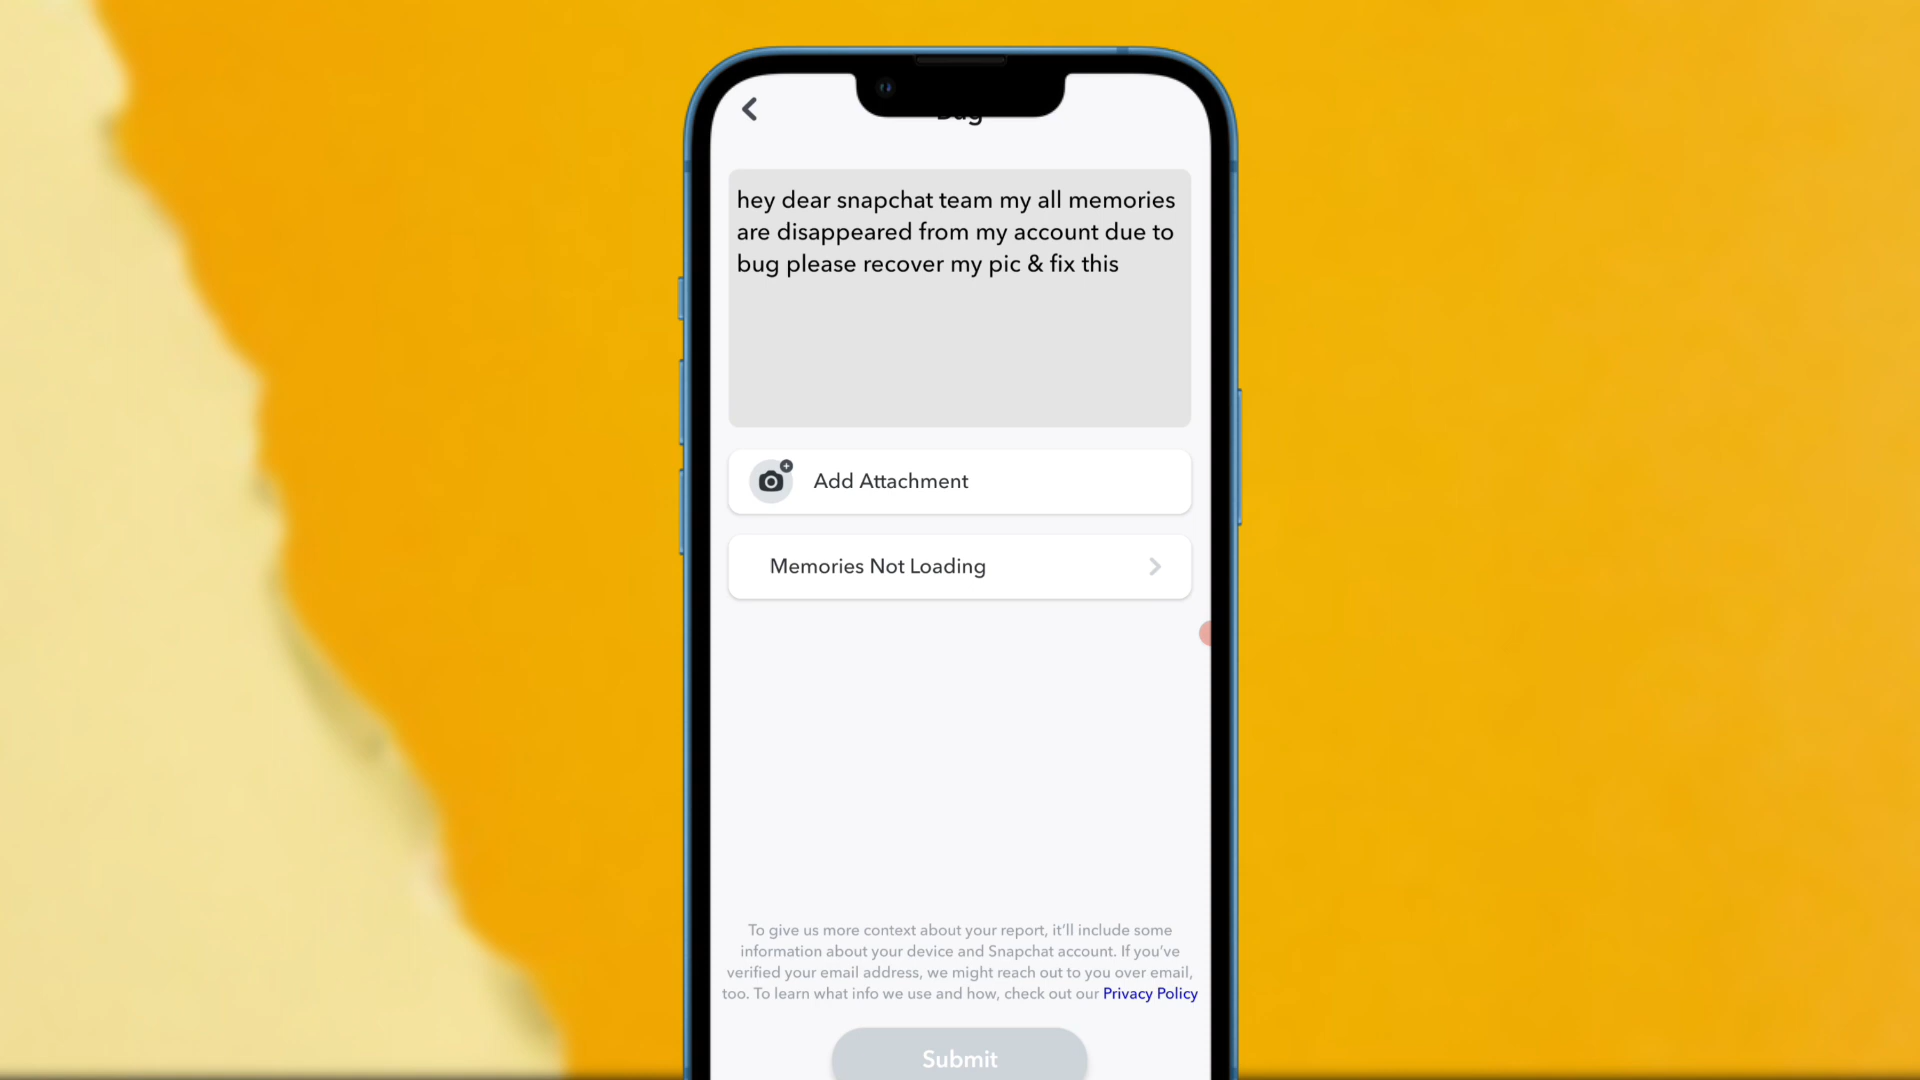 Bug
hey dear snapchat team my all memories
are disappeared from my account due to
bug please recover my pic & fix this
Add Attachment
Memories Not Loading
To give us more context about your report, it'll include some
information about your device and Snapchat account. If you've
verified your email address, we might reach out to you over email,
too. To learn what info we use and how, check out our Privacy Policy
Submit